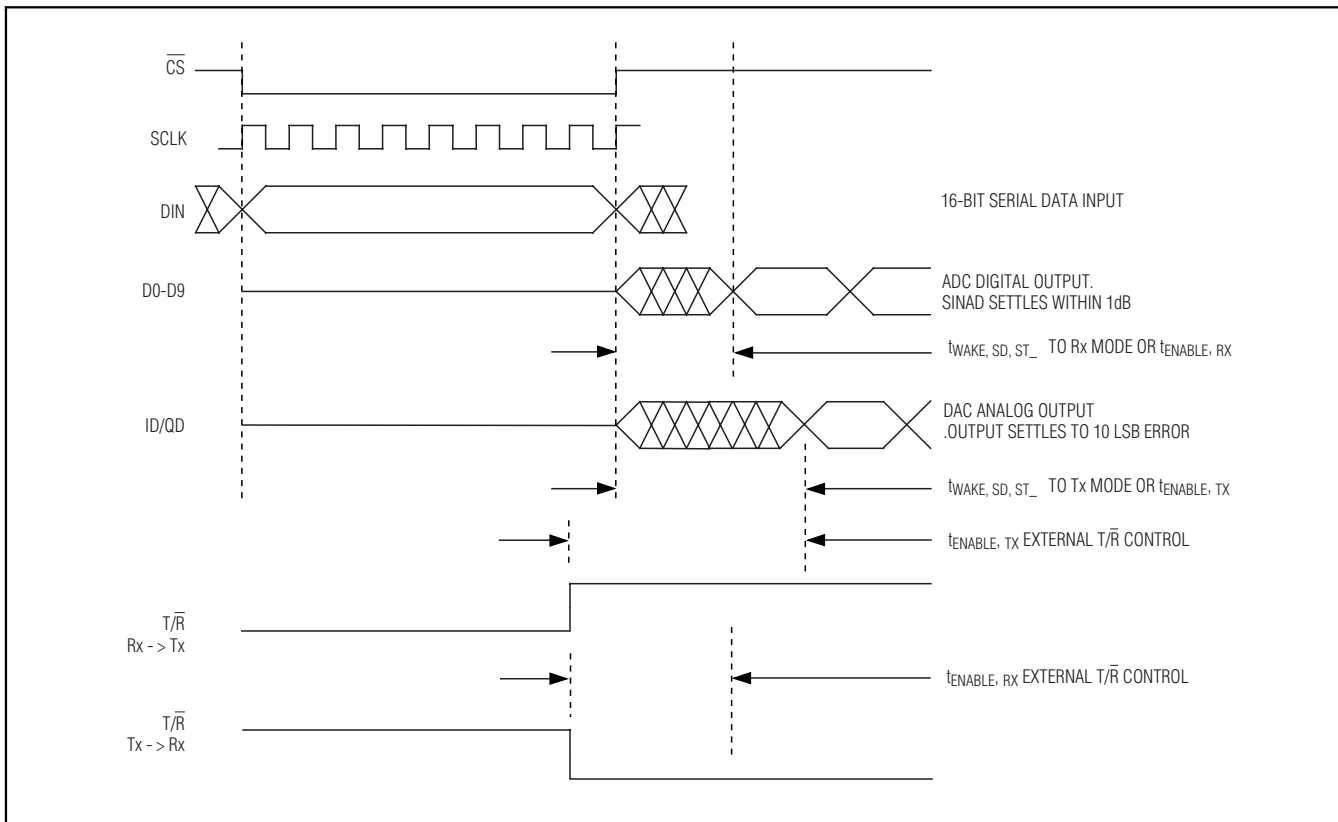 C̅S̅
SCLK
DIN
16-BIT SERIAL DATA INPUT
D0-D9
ADC DIGITAL OUTPUT.
SINAD SETTLES WITHIN 1dB
tWAKE, SD, ST_ TO Rx MODE OR tENABLE, RX
ID/QD
DAC ANALOG OUTPUT
.OUTPUT SETTLES TO 10 LSB ERROR
tWAKE, SD, ST_ TO Tx MODE OR tENABLE, TX
tENABLE, TX EXTERNAL T/R̅ CONTROL
T/R̅
Rx - > Tx
tENABLE, RX EXTERNAL T/R̅ CONTROL
T/R̅
Tx - > Rx